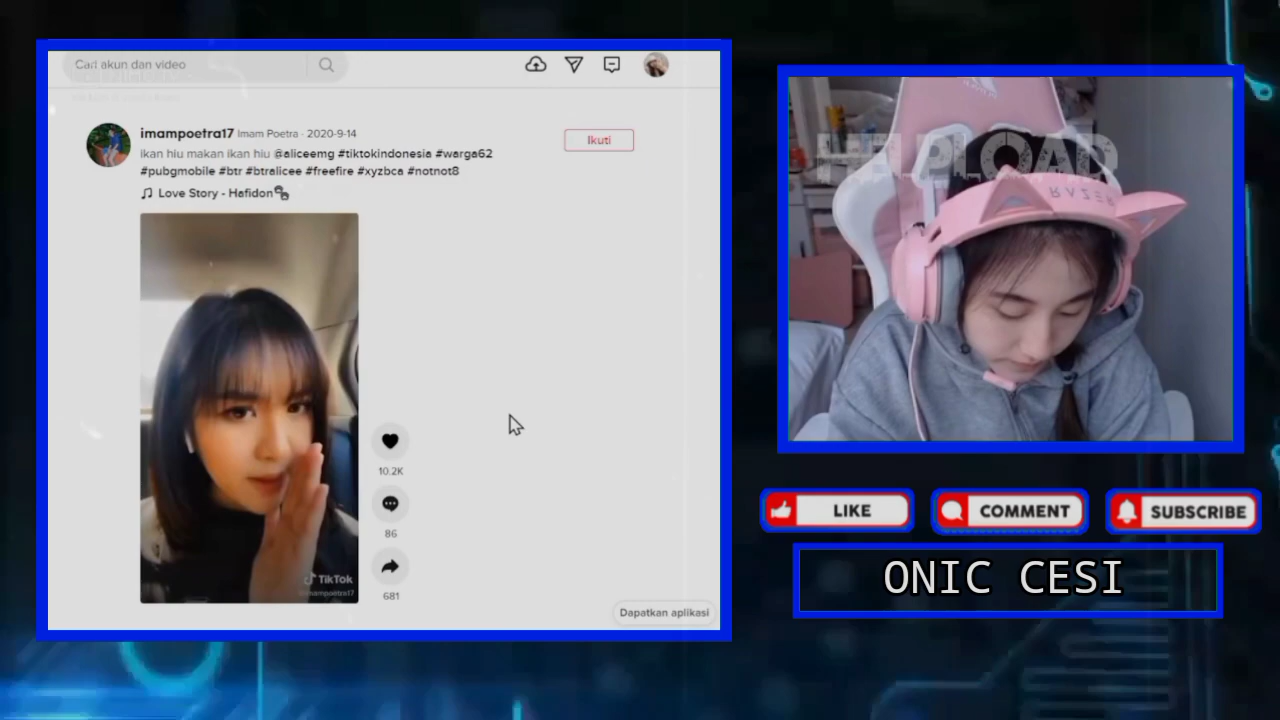 Cari akun dan video
imampoetra17 Imam Poetra · 2020-9-14
Ikuti
ikan hiu makan ikan hiu @aliceemg #tiktokindonesia #warga62
#pubgmobile #btr #btralicee #freefire #xyzbca #notnot8
Love Story - Hafidon
10.2K
86
681
TikTok
@imampoetra17
Dapatkan aplikasi
RAZER
LIKE
COMMENT
SUBSCRIBE
ONIC CESI